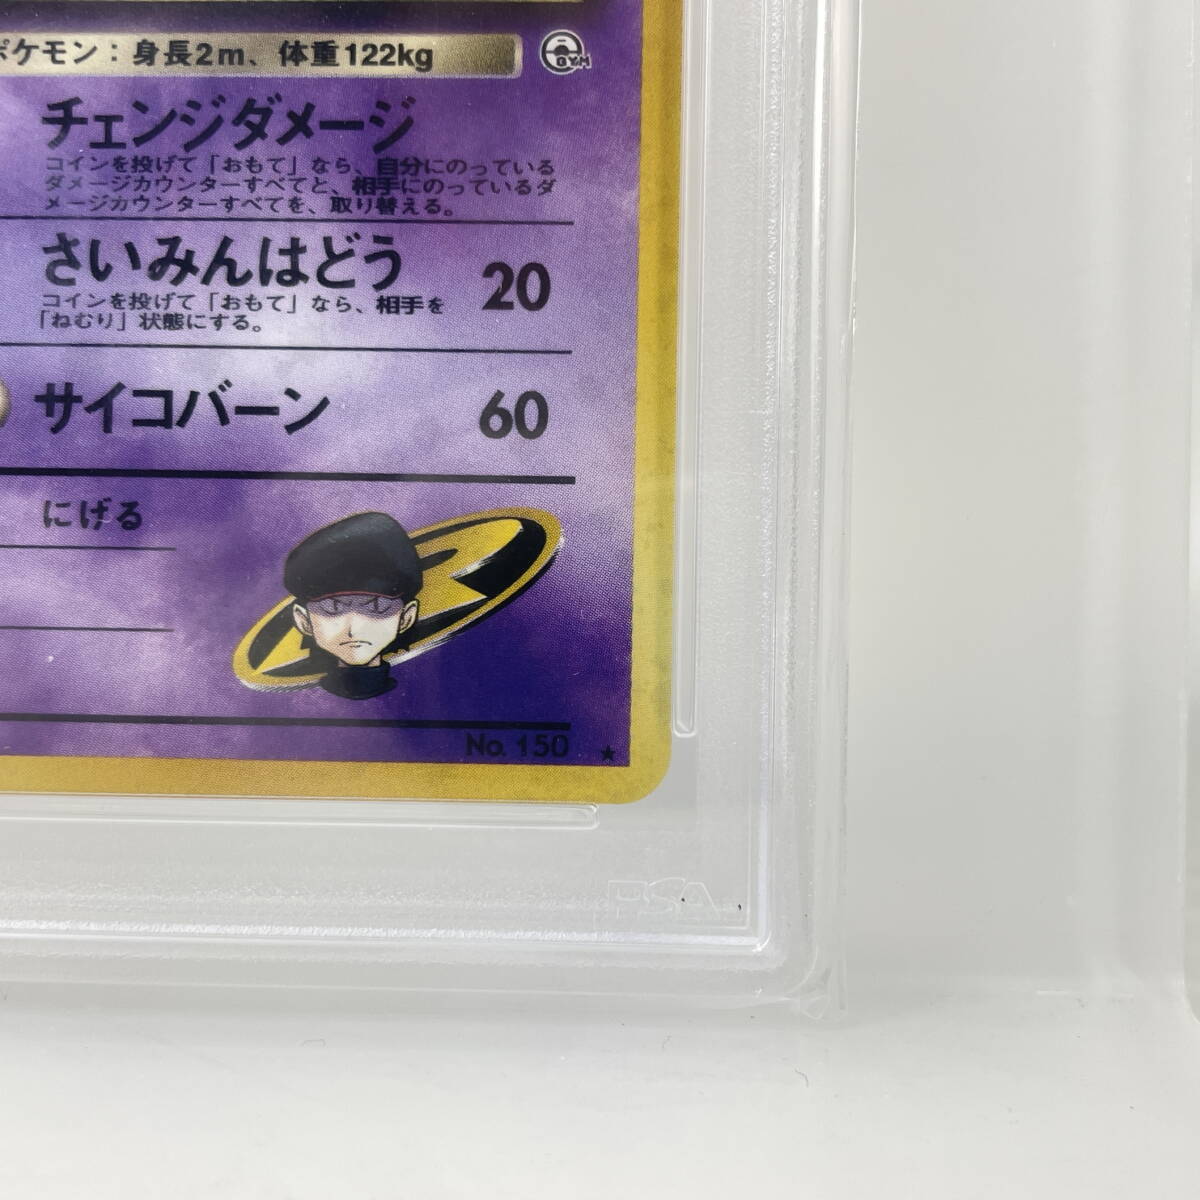 ポケモン：身長2m、体重122kg
GYM
チェンジダメージ
コインを投げて「おもて」なら、自分にのっている
ダメージカウンターすべてと、相手にのっているダ
メージカウンターすべてを、取り替える。
さいみんはどう 20
コインを投げて「おもて」なら、相手を
「ねむり」状態にする。
サイコバーン 60
にげる
R
No. 150 ★
PSA